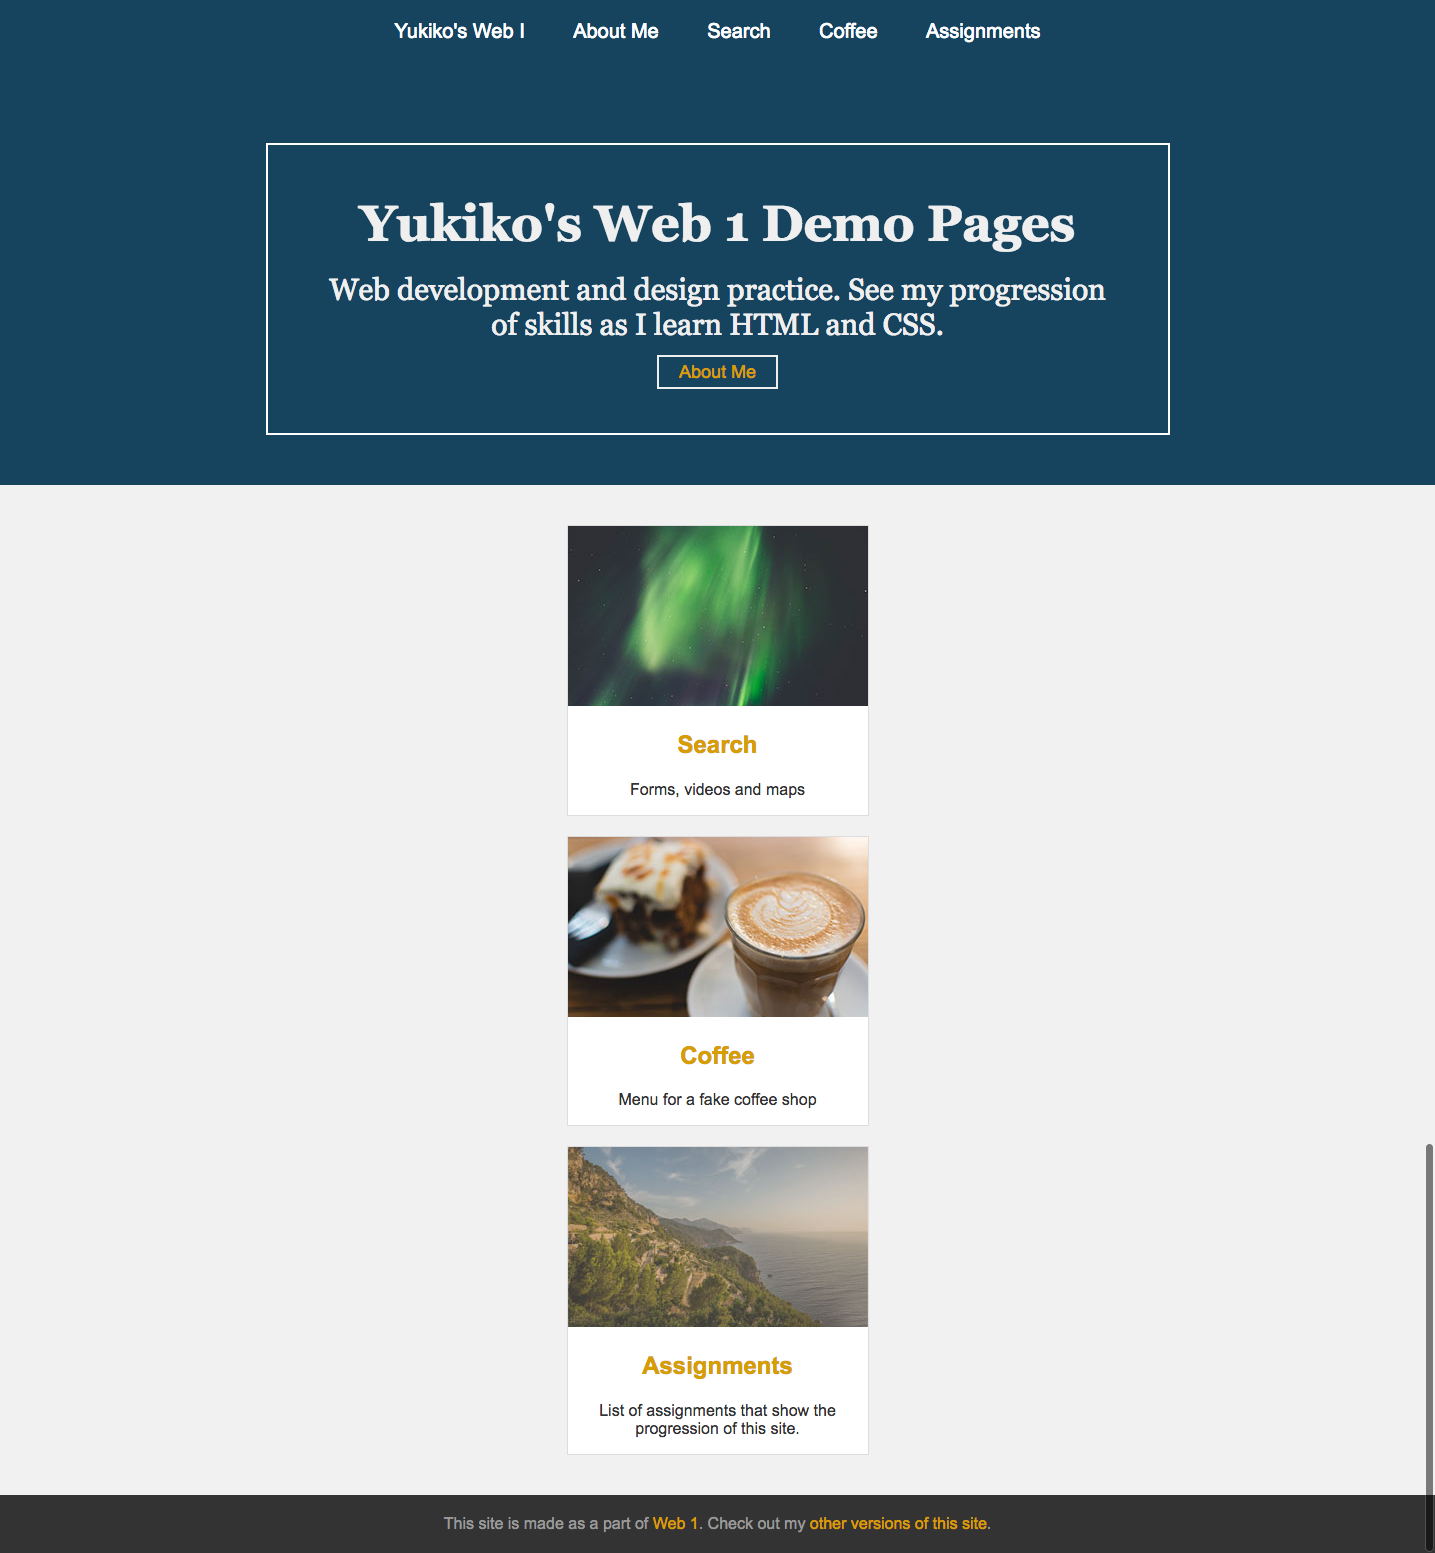 Yukiko's Web I About Me Search Coffee Assignments
Yukiko's Web 1 Demo Pages
Web development and design practice. See my progression
of skills as I learn HTML and CSS.
About Me
Search
Forms, videos and maps
Coffee
Menu for a fake coffee shop
Assignments
List of assignments that show the
progression of this site.
This site is made as a part of Web 1. Check out my other versions of this site.